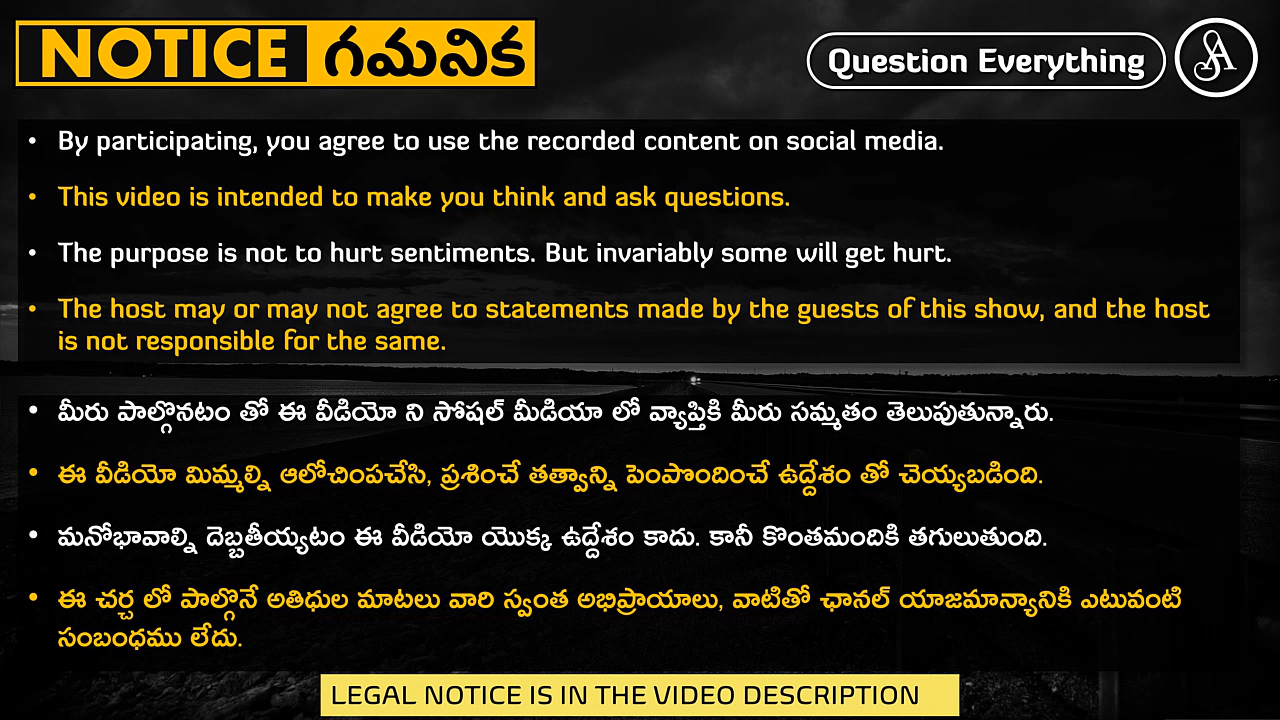 NOTICE గమనిక
Question Everything
• By participating, you agree to use the recorded content on social media.
• This video is intended to make you think and ask questions.
• The purpose is not to hurt sentiments. But invariably some will get hurt.
• The host may or may not agree to statements made by the guests of this show, and the host
is not responsible for the same.
• మీరు పాల్గొనటం తో ఈ వీడియో ని సోషల్ మీడియా లో వ్యాప్తికి మీరు సమ్మతం తెలుపుతున్నారు.
• ఈ వీడియో మిమ్మల్ని ఆలోచింపచేసి, ప్రశించే తత్వాన్ని పెంపొందించే ఉద్దేశం తో చెయ్యబడింది.
• మనోభావాల్ని దెబ్బతీయ్యటం ఈ వీడియో యొక్క ఉద్దేశం కాదు. కానీ కొంతమందికి తగులుతుంది.
• ఈ చర్చ లో పాల్గొనే అతిధుల మాటలు వారి స్వంత అభిప్రాయాలు, వాటితో ఛానల్ యాజమాన్యానికి ఎటువంటి
సంబంధము లేదు.
LEGAL NOTICE IS IN THE VIDEO DESCRIPTION